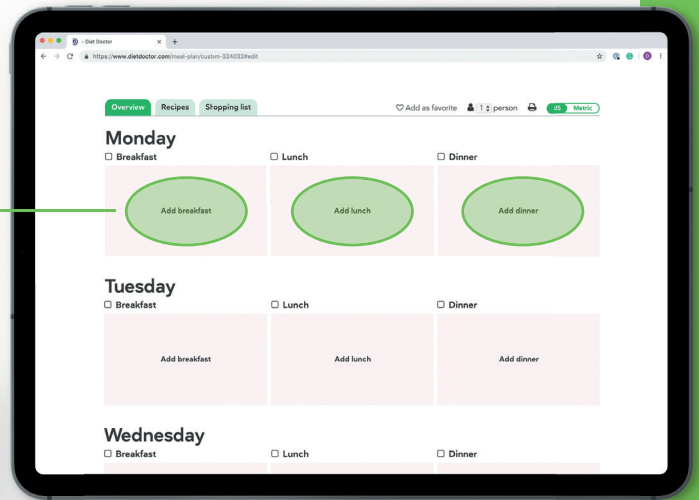 - Diet Doctor
https://www.dietdoctor.com/meal-plan/custom-324032#edit
Overview Recipes Shopping list Add as favorite 1 person US Metric
Monday
Breakfast Lunch Dinner
Add breakfast Add lunch Add dinner
Tuesday
Breakfast Lunch Dinner
Add breakfast Add lunch Add dinner
Wednesday
Breakfast Lunch Dinner